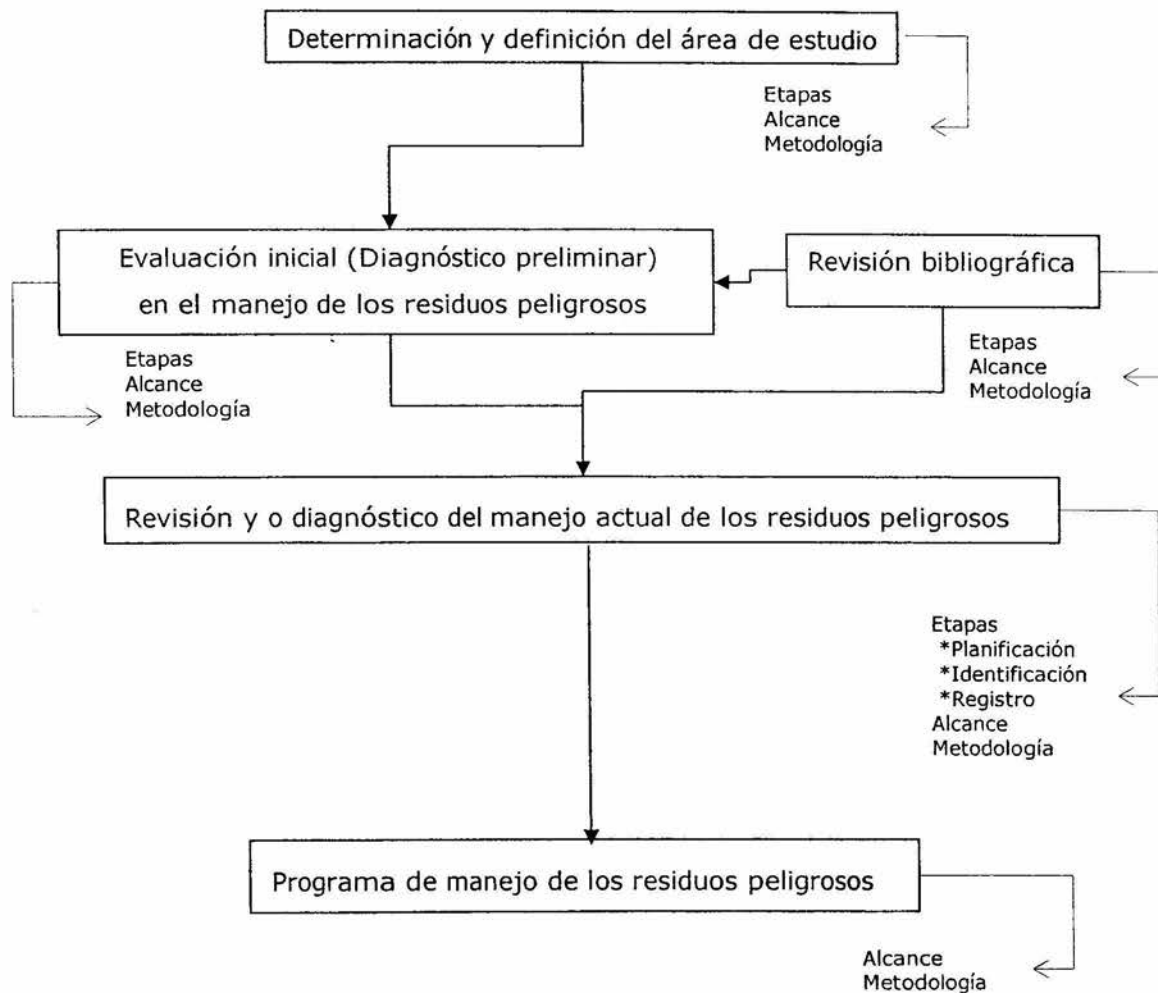 Determinación y definición del área de estudio
Etapas
Alcance
Metodología
Evaluación inicial (Diagnóstico preliminar)
en el manejo de los residuos peligrosos
Revisión bibliográfica
Etapas
Alcance
Metodología
Etapas
Alcance
Metodología
Revisión y o diagnóstico del manejo actual de los residuos peligrosos
Etapas
*Planificación
*Identificación
*Registro
Alcance
Metodología
Programa de manejo de los residuos peligrosos
Alcance
Metodología